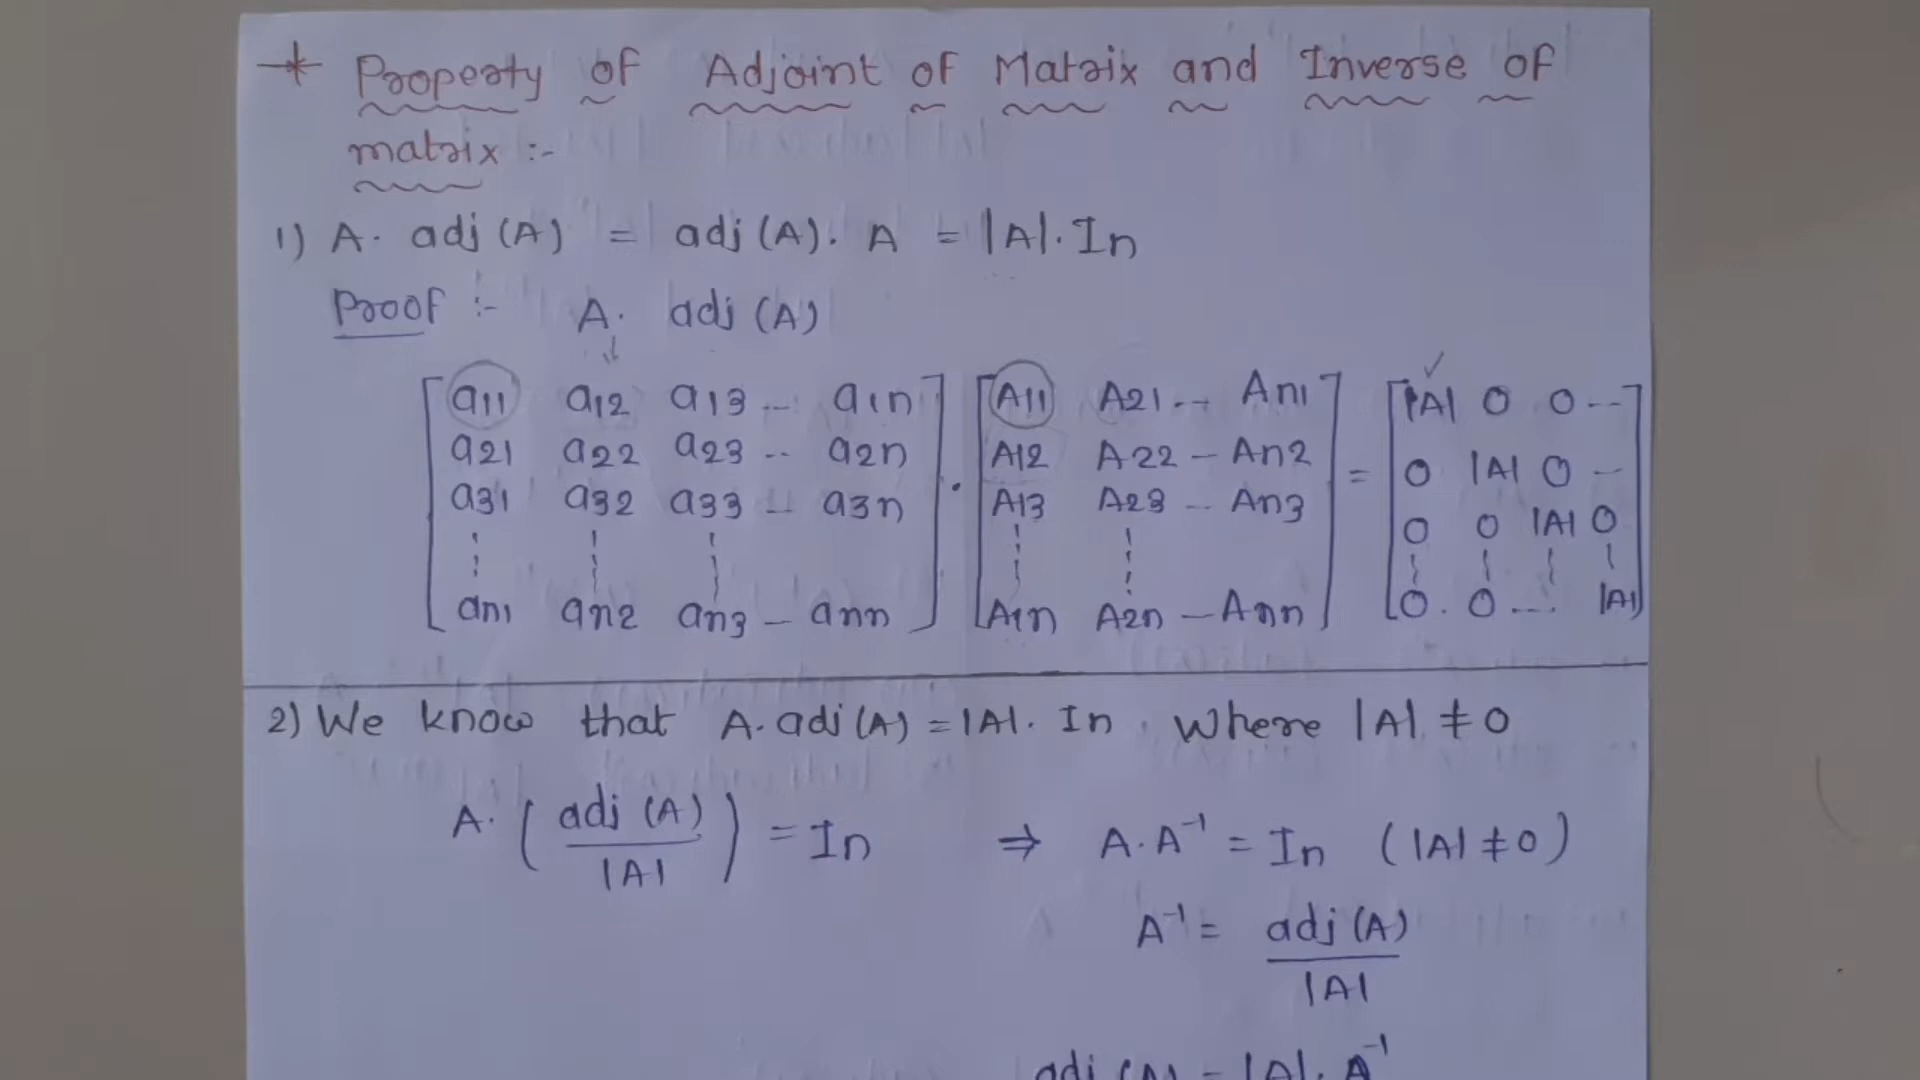 * Property of Adjoint of Matrix and Inverse of
matrix :-
1) A. adj (A) = adj (A). A = |A|. In
Proof :- A. adj (A)
[a11 a12 a13 -- a1n] [A11 A21 -- An1] [|A| 0 0 --]
[a21 a22 a23 -- a2n] [A12 A22 - An2] = [0 |A| 0 -]
[a31 a32 a33 -- a3n] . [A13 A23 -- An3] [0 0 |A| 0]
[an1 an2 an3 - ann] [A1n A2n - Ann] [0 . 0 --- |A|]
2) We know that A. adj (A) = |A|. In where |A| ≠ 0
A. ( adj (A) / |A| ) = In ⇒ A. A⁻¹ = In ( |A| ≠ 0 )
A⁻¹ = adj (A) / |A|
adj (A) = |A|. A⁻¹